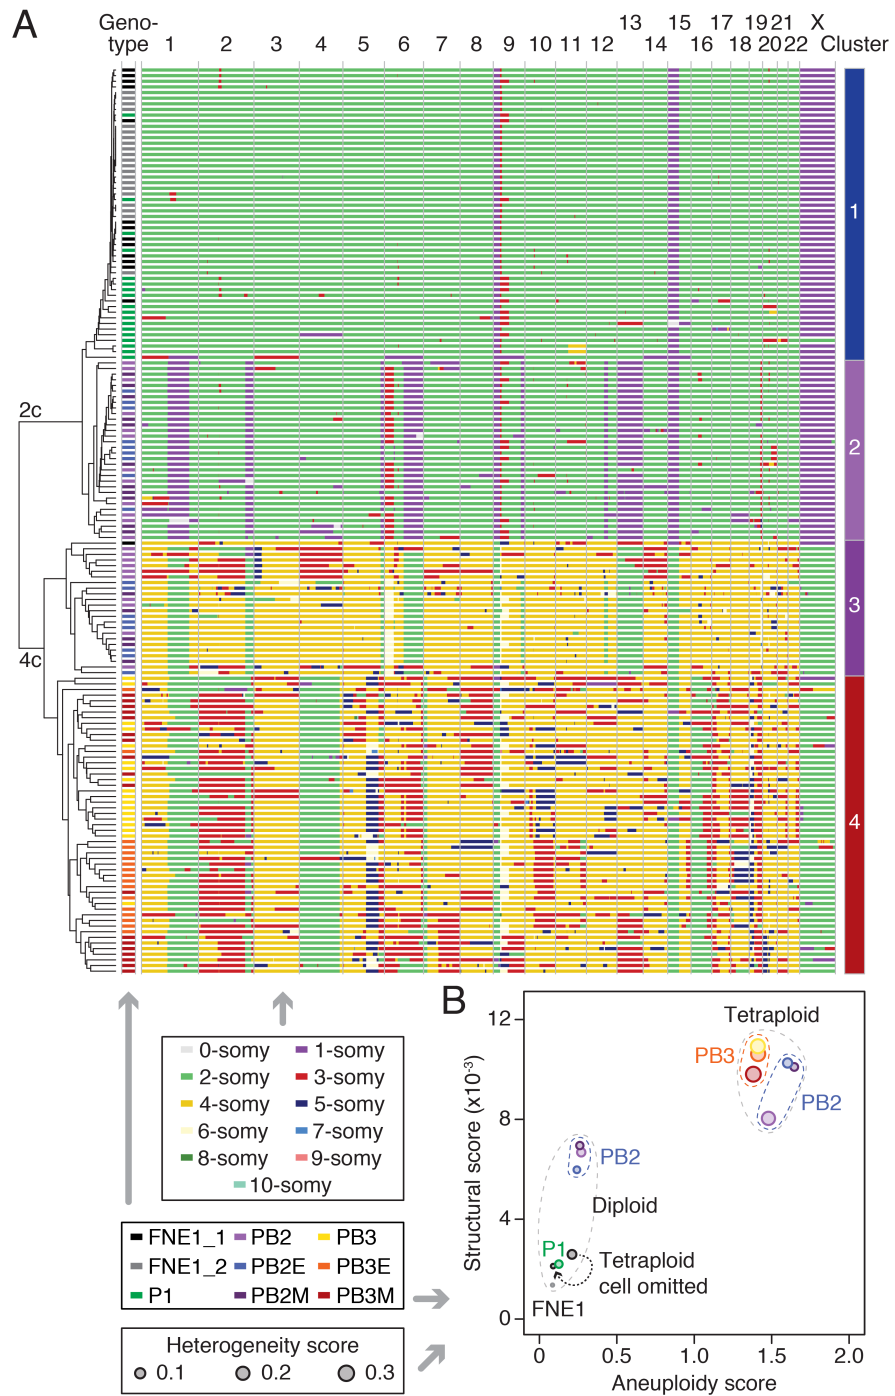 A
Geno-
type
13 15 17 19 21 X
1 2 3 4 5 6 7 8 9 10 11 12 14 16 18 20 22 Cluster
1
2c
2
3
4c
4
B
0-somy 1-somy
2-somy 3-somy
4-somy 5-somy
6-somy 7-somy
8-somy 9-somy
10-somy
FNE1_1 PB2 PB3
FNE1_2 PB2E PB3E
P1 PB2M PB3M
Heterogeneity score
0.1 0.2 0.3
Structural score (x10⁻³)
12
8
4
0
Tetraploid
PB3
PB2
PB2
Diploid
P1
Tetraploid
cell omitted
FNE1
0 0.5 1.0 1.5 2.0
Aneuploidy score